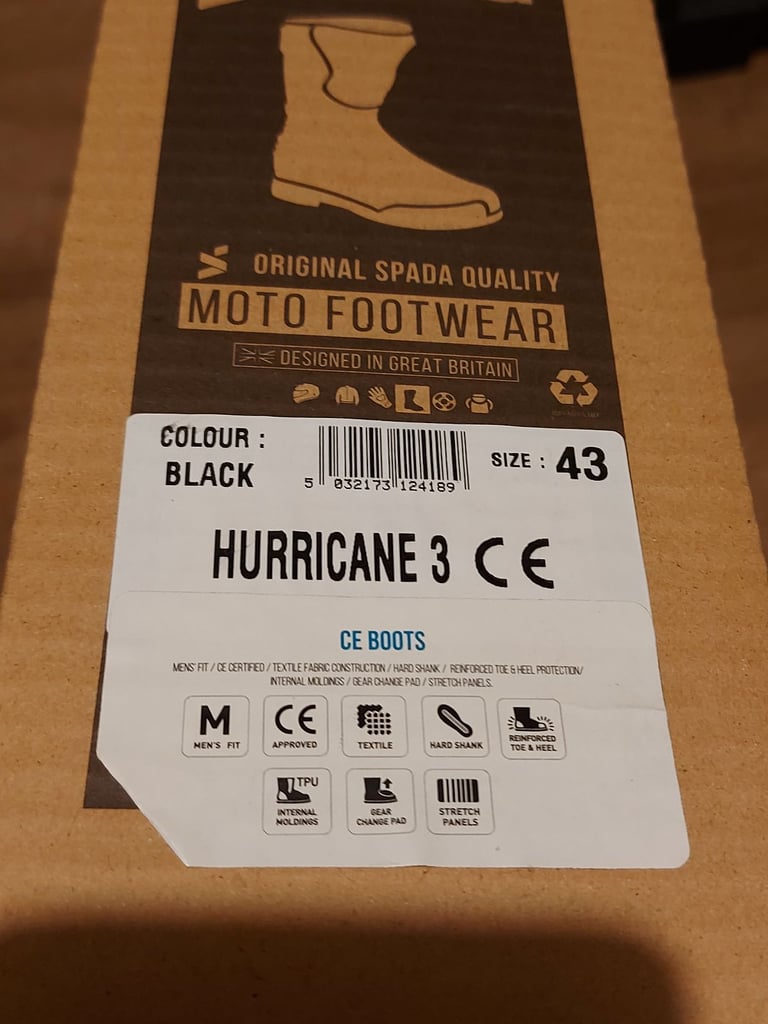 ORIGINAL SPADA QUALITY
MOTO FOOTWEAR
DESIGNED IN GREAT BRITAIN
COLOUR :
BLACK
5 032173 124189
SIZE : 43
HURRICANE 3 CE
CE BOOTS
MENS' FIT / CE CERTIFIED / TEXTILE FABRIC CONSTRUCTION / HARD SHANK / REINFORCED TOE & HEEL PROTECTION/
INTERNAL MOLDINGS / GEAR CHANGE PAD / STRETCH PANELS.
M
MEN'S FIT
CE
APPROVED
TEXTILE
HARD SHANK
REINFORCED
TOE & HEEL
TPU
INTERNAL
MOLDINGS
GEAR
CHANGE PAD
STRETCH
PANELS